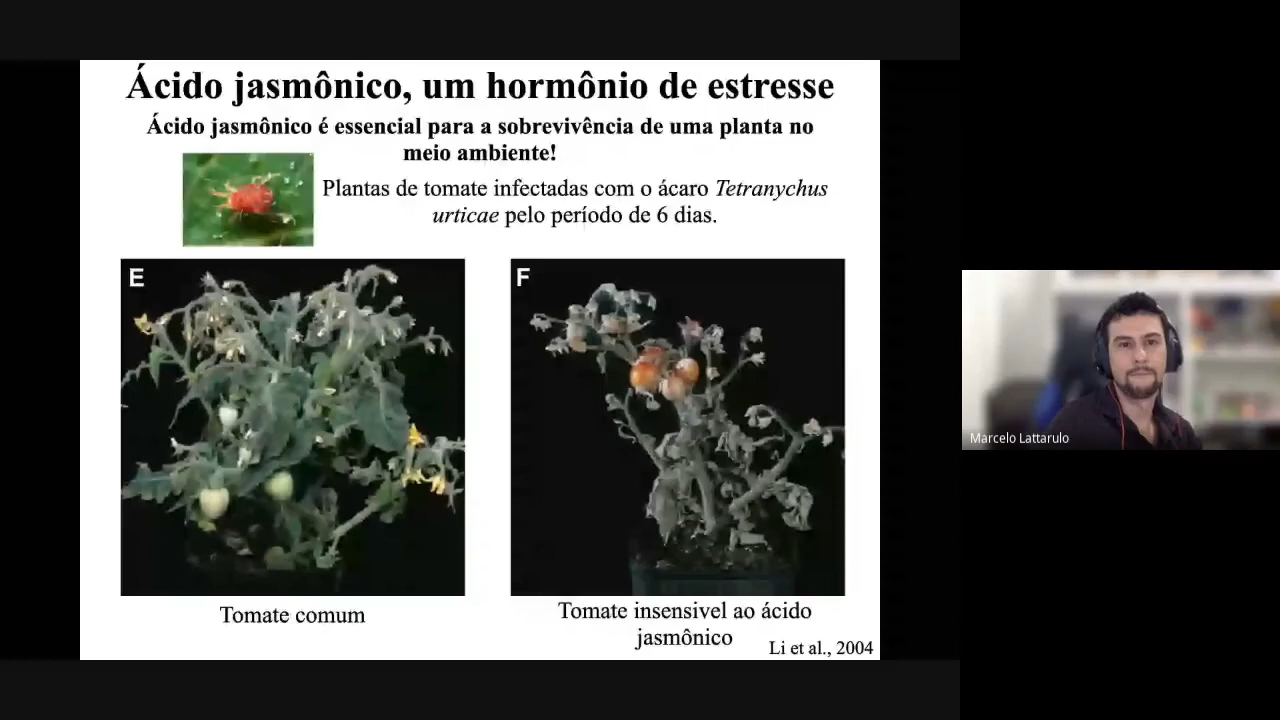 Ácido jasmônico, um hormônio de estresse
Ácido jasmônico é essencial para a sobrevivência de uma planta no
meio ambiente!
Plantas de tomate infectadas com o ácaro Tetranychus
urticae pelo período de 6 dias.
E
F
Tomate comum
Tomate insensivel ao ácido
jasmônico
Li et al., 2004
Marcelo Lattarulo